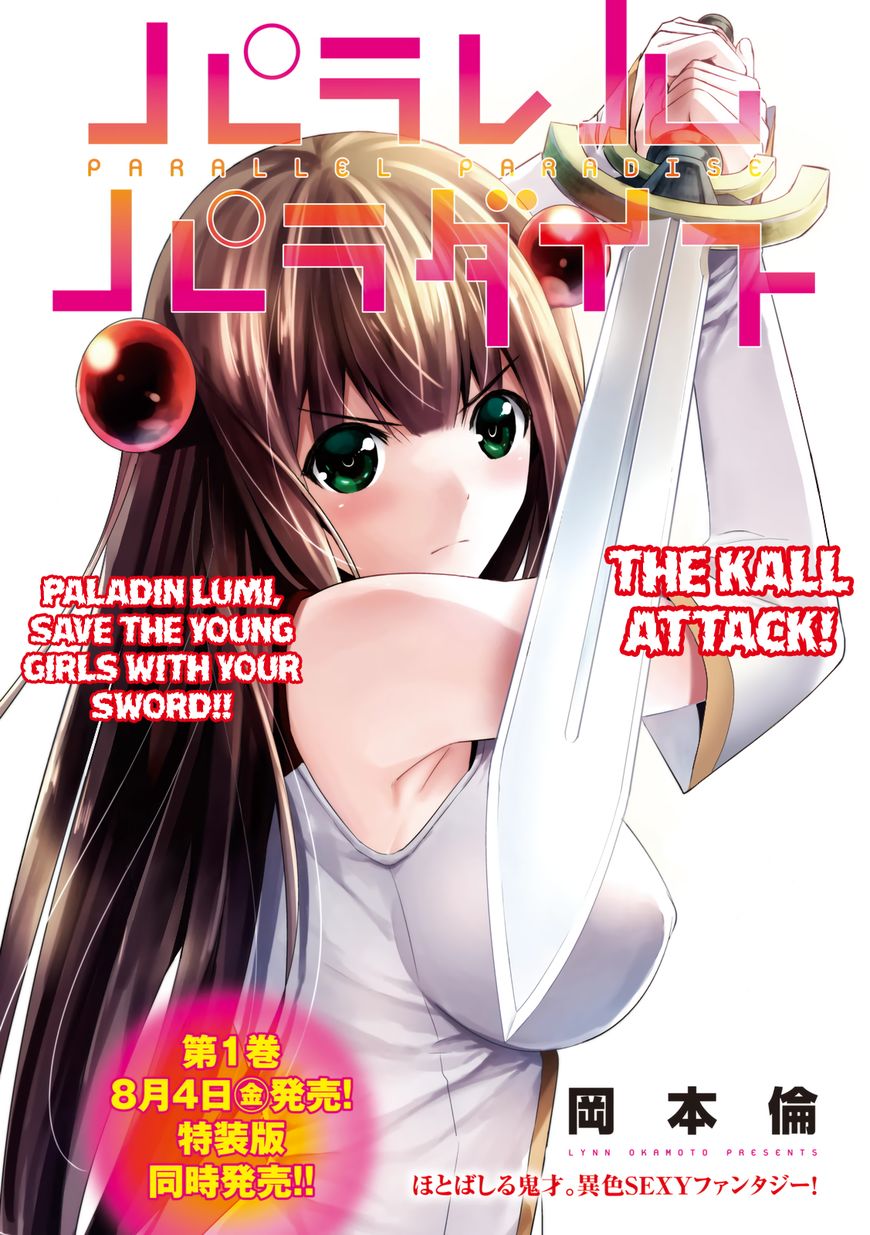 パラレル
PARALLEL PARADISE
パラダイス
THE KALL
ATTACK!
PALADIN LUMI,
SAVE THE YOUNG
GIRLS WITH YOUR
SWORD!!
第1巻
8月4日㊎発売!
特装版
同時発売!!
岡本倫
LYNN OKAMOTO PRESENTS
ほとばしる鬼才。異色SEXYファンタジー!